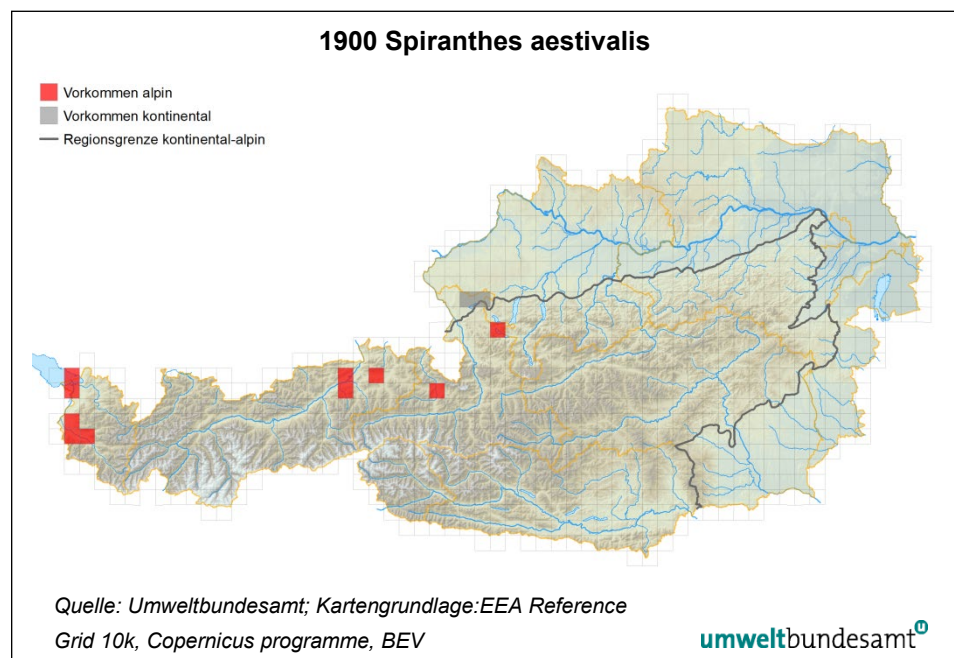 1900 Spiranthes aestivalis
Vorkommen alpin
Vorkommen kontinental
Regionsgrenze kontinental-alpin
Quelle: Umweltbundesamt; Kartengrundlage:EEA Reference
Grid 10k, Copernicus programme, BEV
umweltbundesamt
u